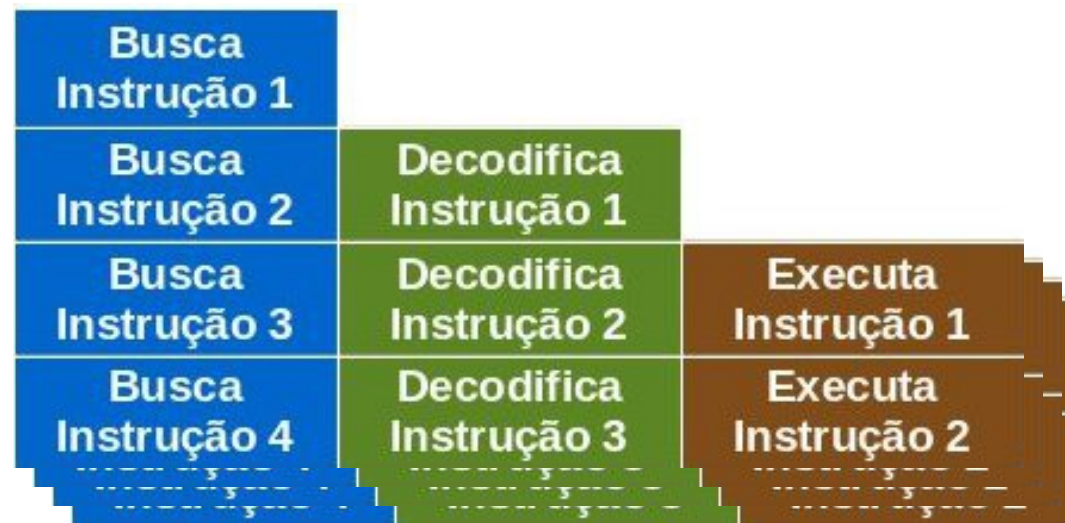 Busca
Instrução 1
Busca
Instrução 2
Decodifica
Instrução 1
Busca
Instrução 3
Decodifica
Instrução 2
Executa
Instrução 1
Busca
Instrução 4
Decodifica
Instrução 3
Executa
Instrução 2